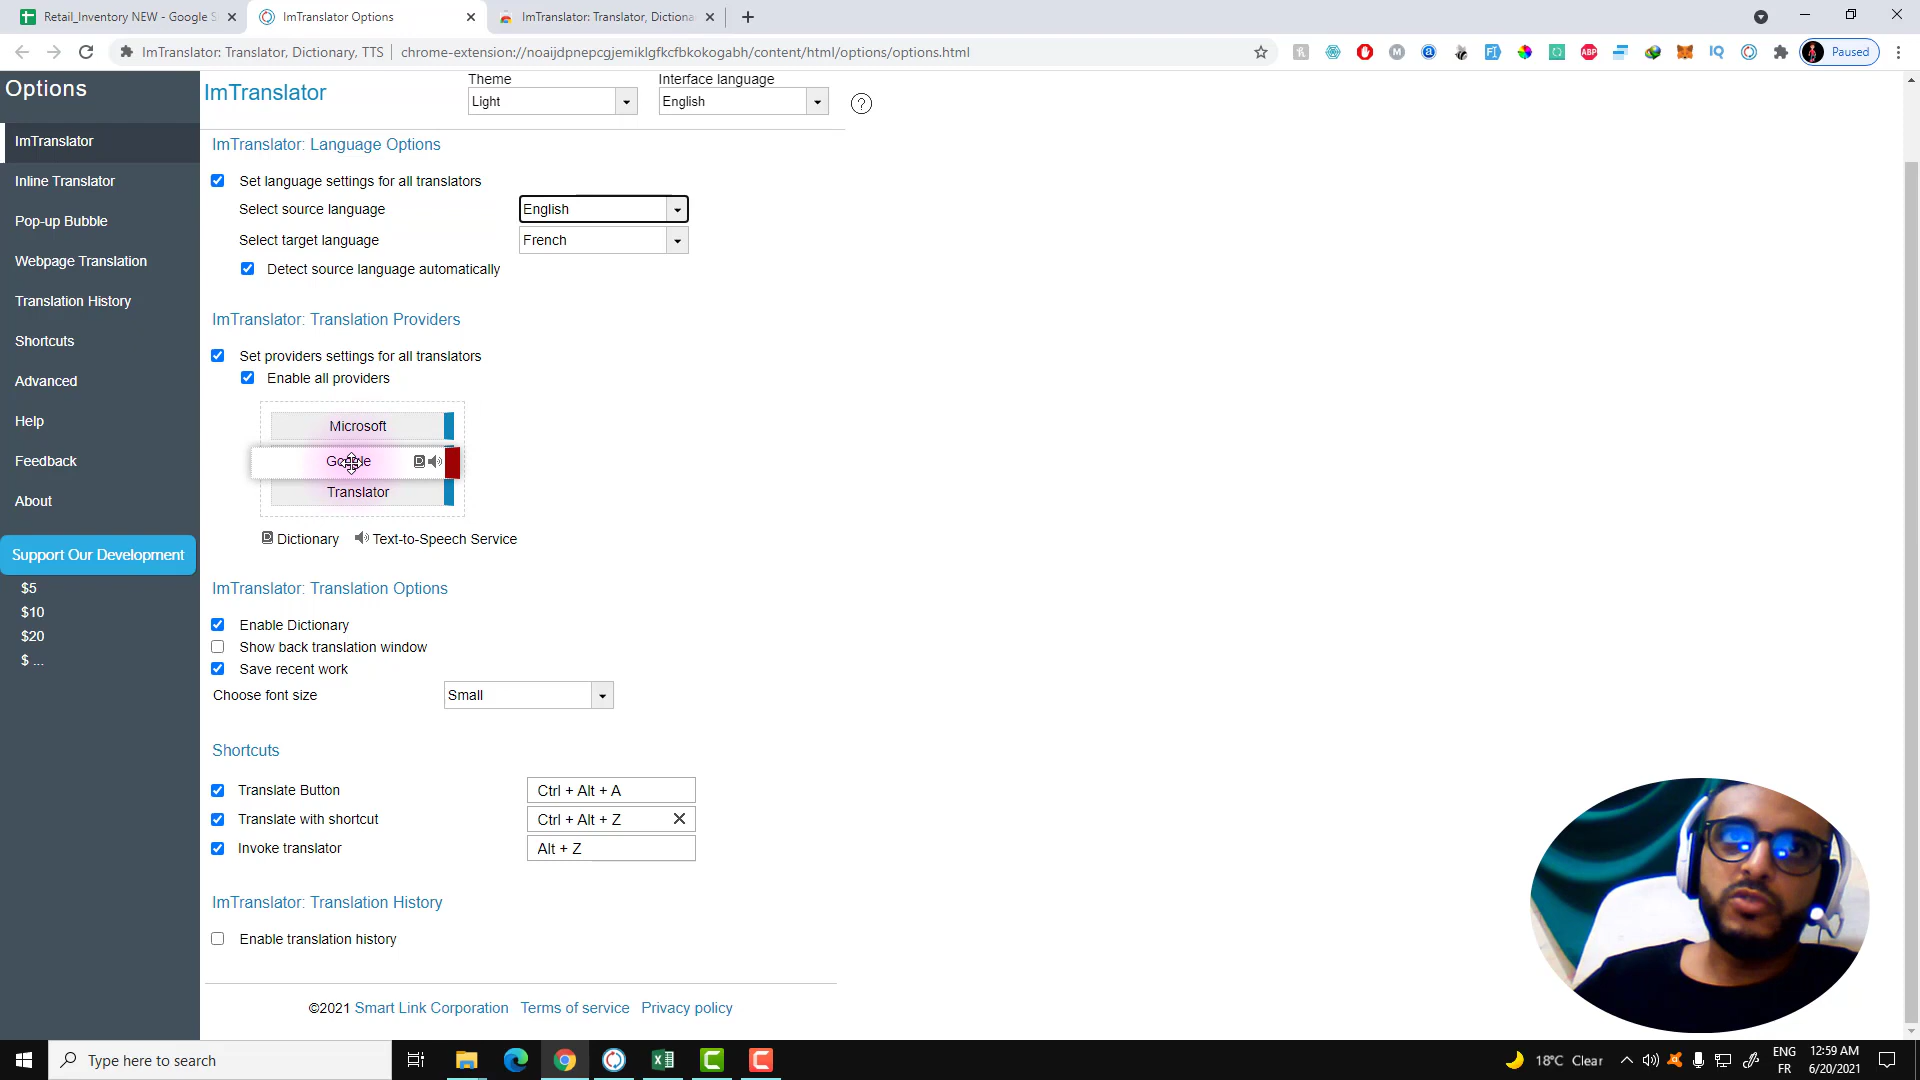 Retail_Inventory NEW - Google S
ImTranslator Options
ImTranslator: Translator, Dictiona
ImTranslator: Translator, Dictionary, TTS
chrome-extension://noaijdpnepcgjemiklgfkcfbkokogabh/content/html/options/options.html
Paused
Options
ImTranslator
Inline Translator
Pop-up Bubble
Webpage Translation
Translation History
Shortcuts
Advanced
Help
Feedback
About
Support Our Development
$5
$10
$20
$ ...
ImTranslator
Theme
Light
Interface language
English
?
ImTranslator: Language Options
Set language settings for all translators
Select source language
English
Select target language
French
Detect source language automatically
ImTranslator: Translation Providers
Set providers settings for all translators
Enable all providers
Microsoft
Google
Translator
Dictionary
Text-to-Speech Service
ImTranslator: Translation Options
Enable Dictionary
Show back translation window
Save recent work
Choose font size
Small
Shortcuts
Translate Button
Ctrl + Alt + A
Translate with shortcut
Ctrl + Alt + Z
Invoke translator
Alt + Z
ImTranslator: Translation History
Enable translation history
©2021 Smart Link Corporation Terms of service Privacy policy
Type here to search
18°C Clear
ENG
FR
12:59 AM
6/20/2021